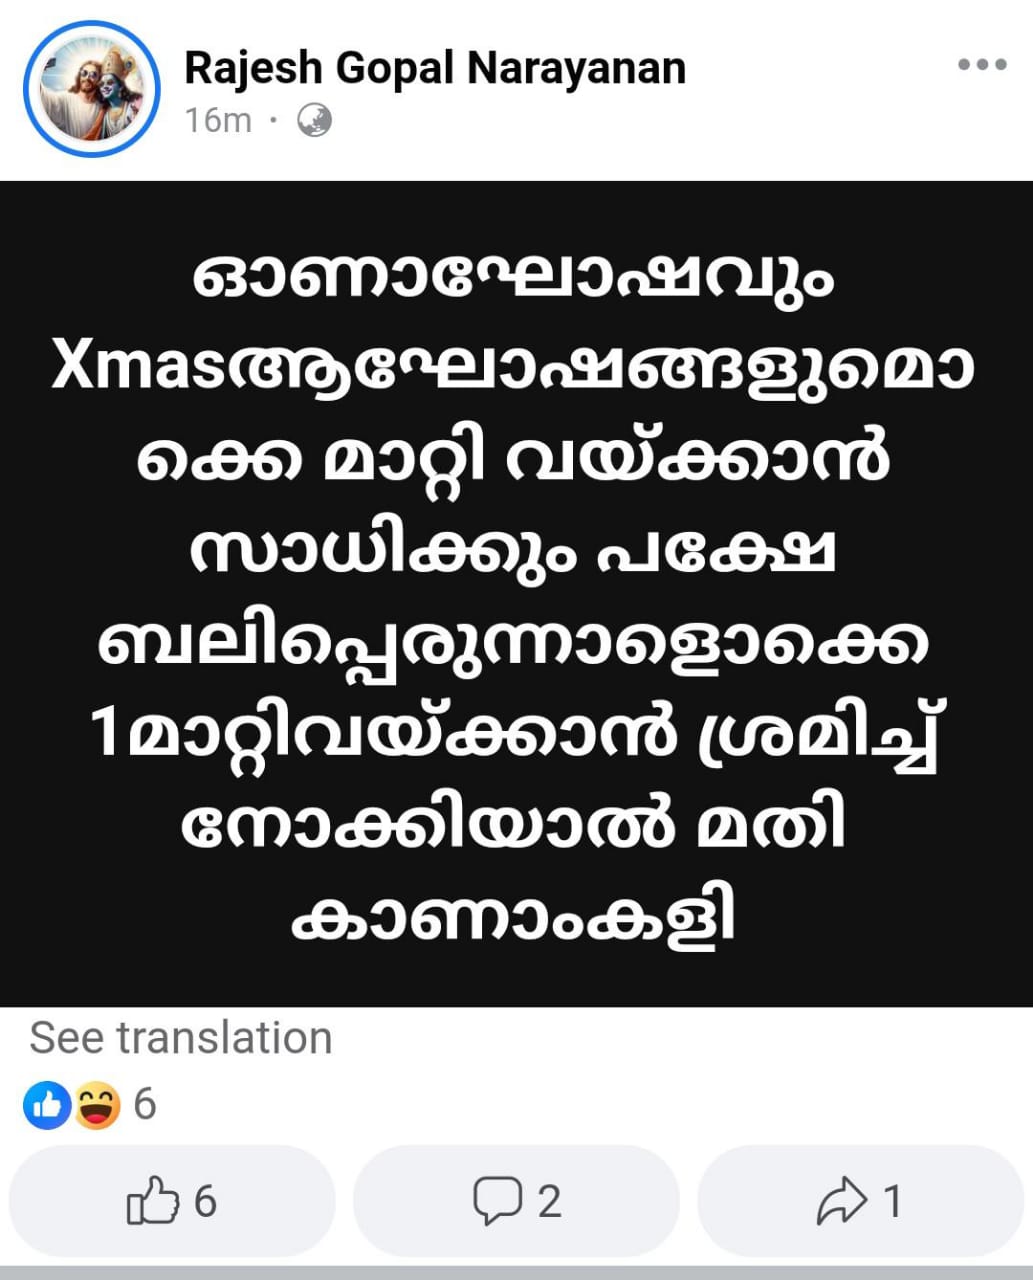 Rajesh Gopal Narayanan
16m ·
ഓണാഘോഷവും
Xmasആഘോഷങ്ങളുമൊ
ക്കെ മാറ്റി വയ്ക്കാൻ
സാധിക്കും പക്ഷേ
ബലിപ്പെരുന്നാളൊക്കെ
1മാറ്റിവയ്ക്കാൻ ശ്രമിച്ച്
നോക്കിയാൽ മതി
കാണാംകളി
See translation
6
6 2 1